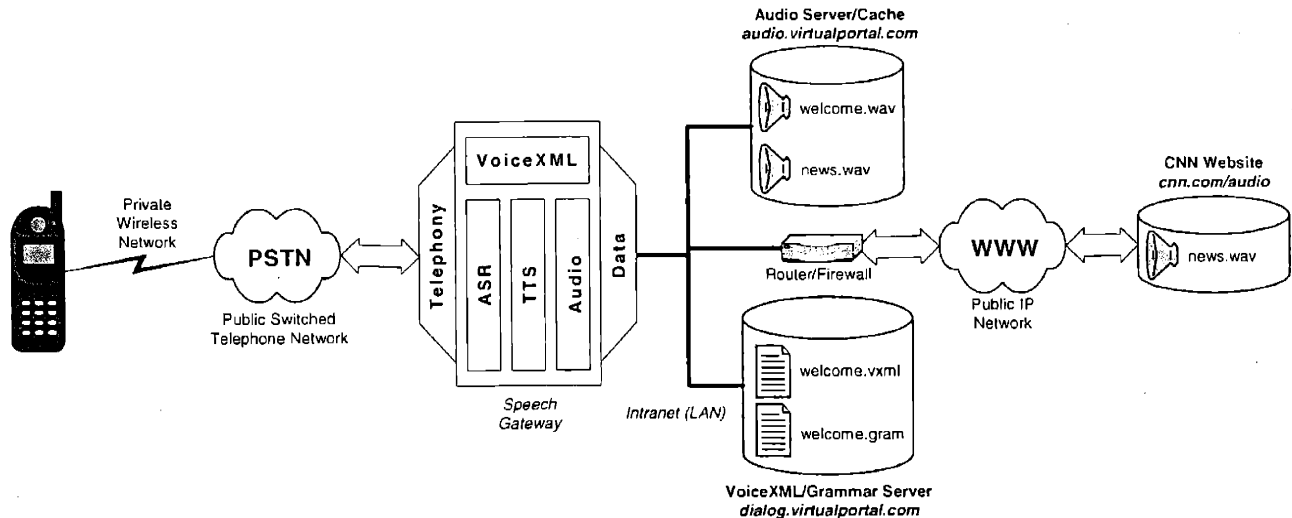 Audio Server/Cache
audio.virtualportal.com
welcome.wav
news.wav
VoiceXML
Telephony
ASR
TTS
Audio
Data
Speech
Gateway
Private
Wireless
Network
PSTN
Public Switched
Telephone Network
Intranet (LAN)
Router/Firewall
WWW
Public IP
Network
CNN Website
cnn.com/audio
news.wav
welcome.vxml
welcome.gram
VoiceXML/Grammar Server
dialog.virtualportal.com